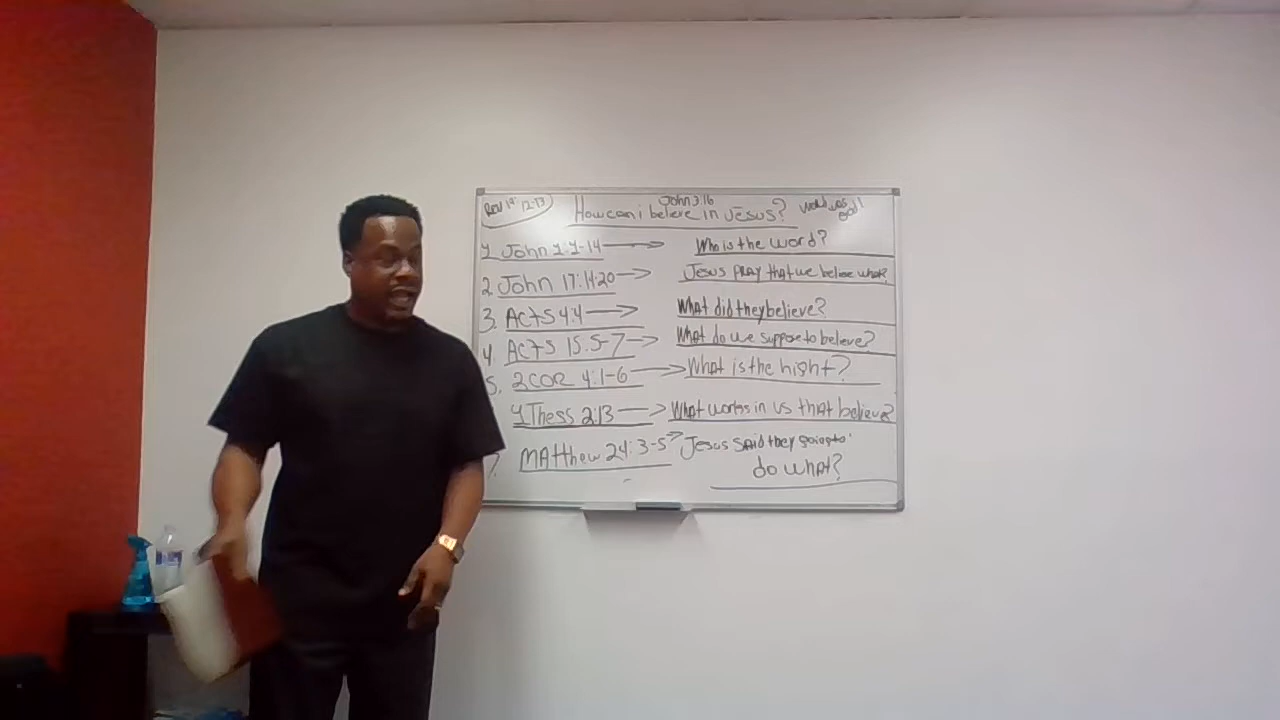 John 3:16
Rev 19:12-13 How can i believe in Jesus? word was god!
1 John 1:1-14 → Who is the word?
2. John 17:14-20 → Jesus pray that we believe what?
3. Acts 4:4 → What did they believe?
4. Acts 15:5-7 → What do we suppose to believe?
5. 2 COR 4:1-6 → What is the hight?
1 Thess 2:13 → What works in us that believe?
7 Matthew 24:3-5 → Jesus said they going to
do what?